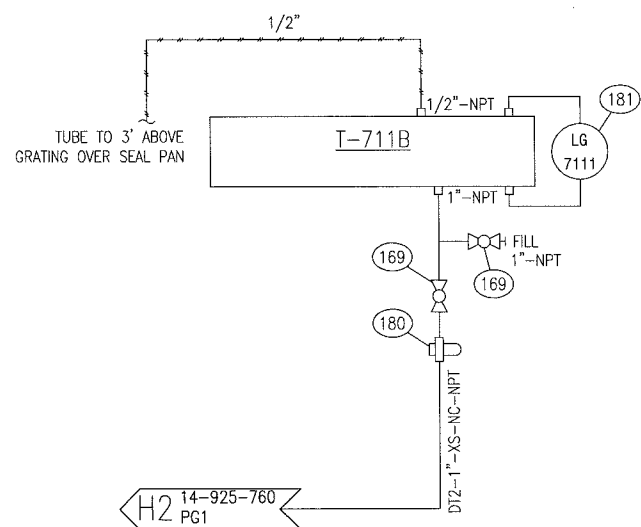 1/2"
1/2"-NPT
181
TUBE TO 3' ABOVE
GRATING OVER SEAL PAN
T-711B
LG
7111
1"-NPT
169
FILL
1"-NPT
169
180
DT2-1"-XS-NC-NPT
H2
14-925-760
PG1